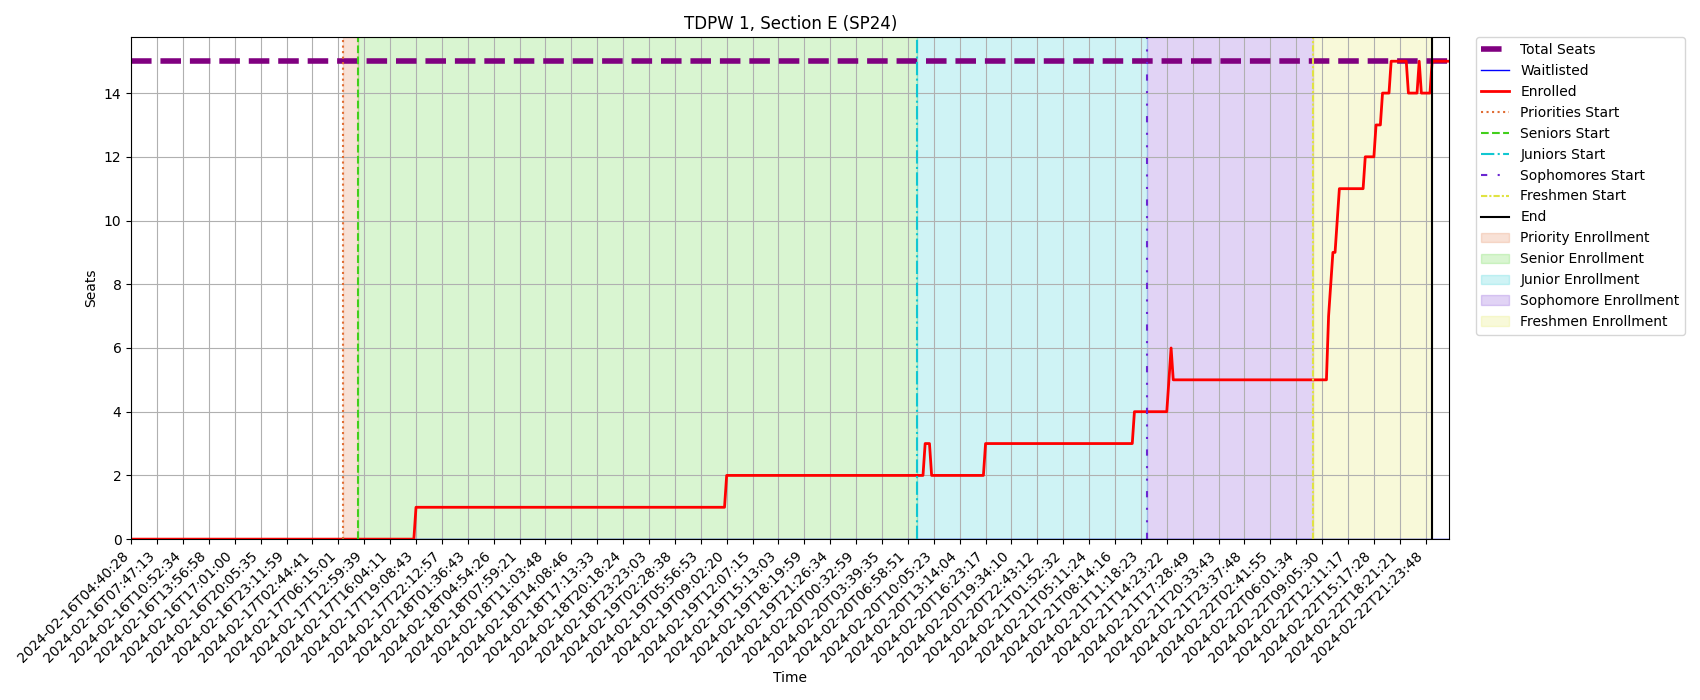 TDPW 1, Section E (SP24)
Total Seats
Waitlisted
Enrolled
Priorities Start
Seniors Start
Juniors Start
Sophomores Start
Freshmen Start
End
Priority Enrollment
Senior Enrollment
Junior Enrollment
Sophomore Enrollment
Freshmen Enrollment
Seats
14
12
10
8
6
4
2
0
2024-02-16T04:40:28
2024-02-16T07:47:13
2024-02-16T10:52:34
2024-02-16T13:56:58
2024-02-16T17:01:00
2024-02-16T20:05:35
2024-02-16T23:11:59
2024-02-17T02:44:41
2024-02-17T06:15:01
2024-02-17T12:59:39
2024-02-17T16:04:11
2024-02-17T19:08:43
2024-02-17T22:12:57
2024-02-18T01:36:43
2024-02-18T04:54:26
2024-02-18T07:59:21
2024-02-18T11:03:48
2024-02-18T14:08:46
2024-02-18T17:13:33
2024-02-18T20:18:24
2024-02-18T23:23:03
2024-02-19T02:28:38
2024-02-19T05:56:53
2024-02-19T09:02:20
2024-02-19T12:07:15
2024-02-19T15:13:03
2024-02-19T18:19:59
2024-02-19T21:26:34
2024-02-20T00:32:59
2024-02-20T03:39:35
2024-02-20T06:58:51
2024-02-20T10:05:23
2024-02-20T13:14:04
2024-02-20T16:23:17
2024-02-20T19:34:10
2024-02-20T22:43:12
2024-02-21T01:52:32
2024-02-21T05:11:24
2024-02-21T08:14:16
2024-02-21T11:18:23
2024-02-21T14:23:22
2024-02-21T17:28:49
2024-02-21T20:33:43
2024-02-21T23:37:48
2024-02-22T02:41:55
2024-02-22T06:01:34
2024-02-22T09:05:30
2024-02-22T12:11:17
2024-02-22T15:17:28
2024-02-22T18:21:21
2024-02-22T21:23:48
Time